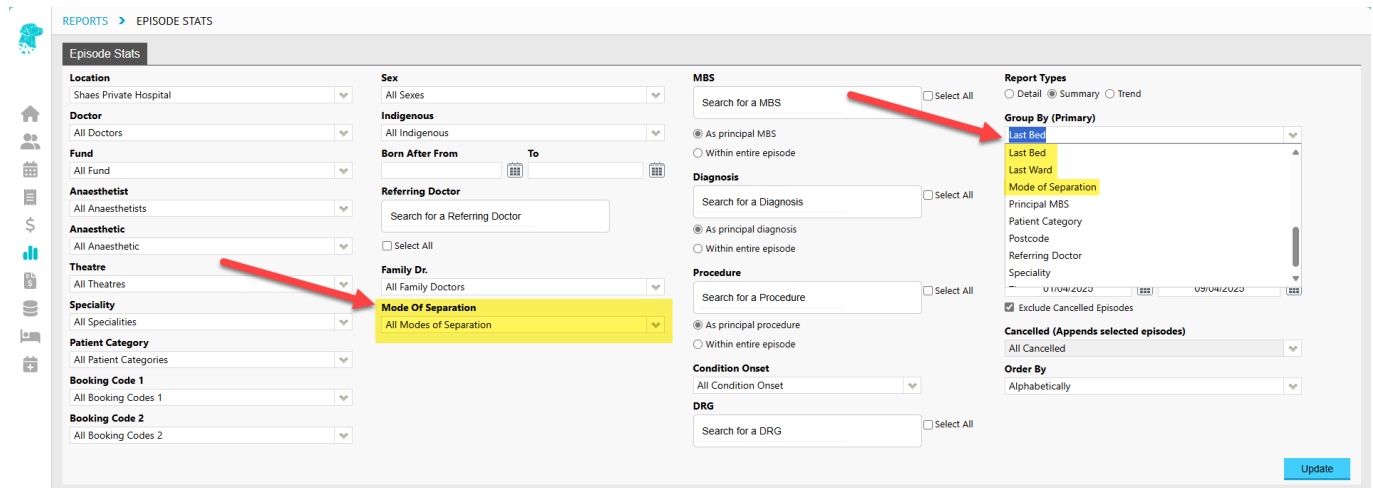 REPORTS > EPISODE STATS
Episode Stats
Location
Shaes Private Hospital
Doctor
All Doctors
Fund
All Fund
Anaesthetist
All Anaesthetists
Anaesthetic
All Anaesthetic
Theatre
All Theatres
Speciality
All Specialities
Patient Category
All Patient Categories
Booking Code 1
All Booking Codes 1
Booking Code 2
All Booking Codes 2
Sex
All Sexes
Indigenous
All Indigenous
Born After From To
Referring Doctor
Search for a Referring Doctor
Select All
Family Dr.
All Family Doctors
Mode Of Separation
All Modes of Separation
MBS
Search for a MBS
Select All
As principal MBS
Within entire episode
Diagnosis
Search for a Diagnosis
Select All
As principal diagnosis
Within entire episode
Procedure
Search for a Procedure
Select All
As principal procedure
Within entire episode
Condition Onset
All Condition Onset
DRG
Search for a DRG
Select All
Report Types
Detail Summary Trend
Group By (Primary)
Last Bed
Last Bed
Last Ward
Mode of Separation
Principal MBS
Patient Category
Postcode
Referring Doctor
Speciality
01/04/2025 09/04/2025
Exclude Cancelled Episodes
Cancelled (Appends selected episodes)
All Cancelled
Order By
Alphabetically
Update